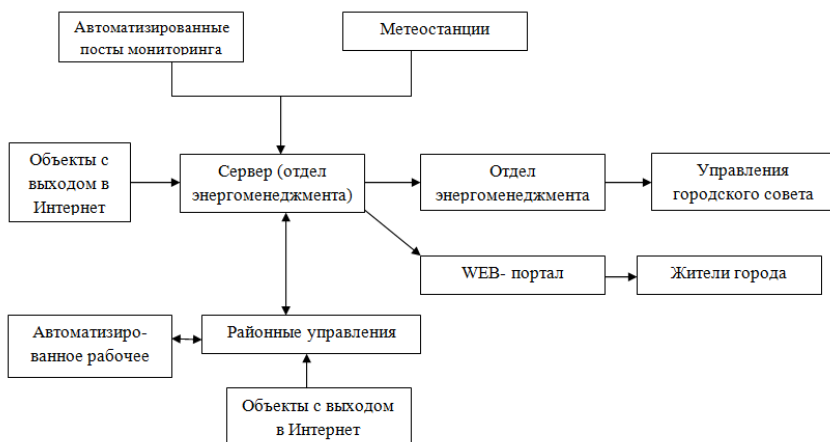 Автоматизированные
посты мониторинга
Метеостанции
Объекты с
выходом в
Интернет
Сервер (отдел
энергоменеджмента)
Отдел
энергоменеджмента
Управления
городского совета
WEB- портал
Жители города
Автоматизиро-
ванное рабочее
Районные управления
Объекты с выходом
в Интернет